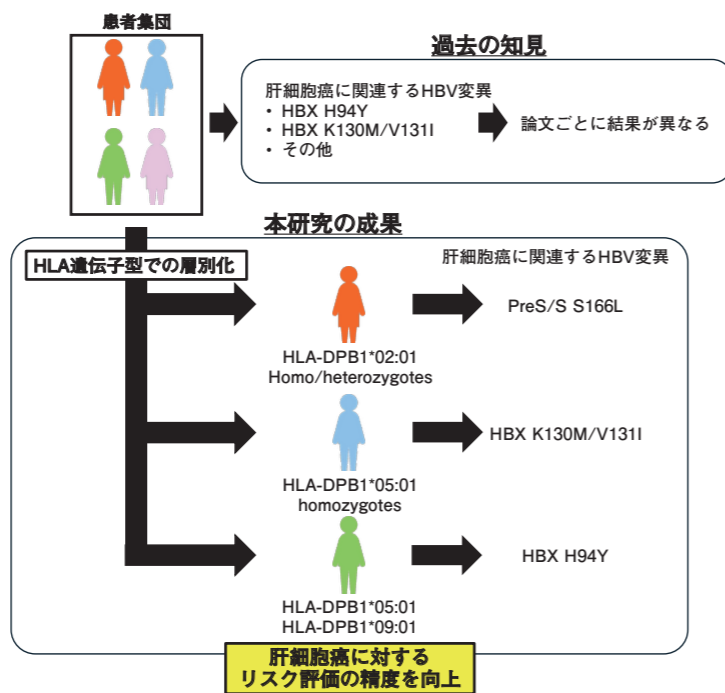 患者集団
過去の知見
肝細胞癌に関連するHBV変異
• HBX H94Y
• HBX K130M/V131I
• その他
論文ごとに結果が異なる
本研究の成果
HLA遺伝子型での層別化
肝細胞癌に関連するHBV変異
HLA-DPB1*02:01
Homo/heterozygotes
PreS/S S166L
HLA-DPB1*05:01
homozygotes
HBX K130M/V131I
HLA-DPB1*05:01
HLA-DPB1*09:01
HBX H94Y
肝細胞癌に対する
リスク評価の精度を向上